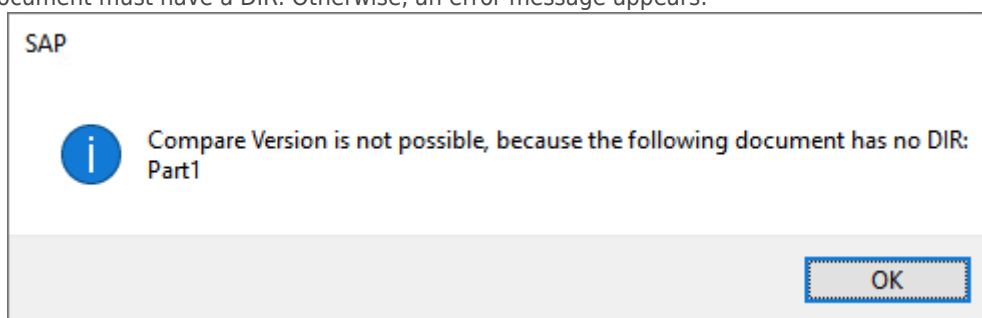 ocument must have a DIR. Otherwise, an error message appears:
SAP
Compare Version is not possible, because the following document has no DIR:
Part1
OK